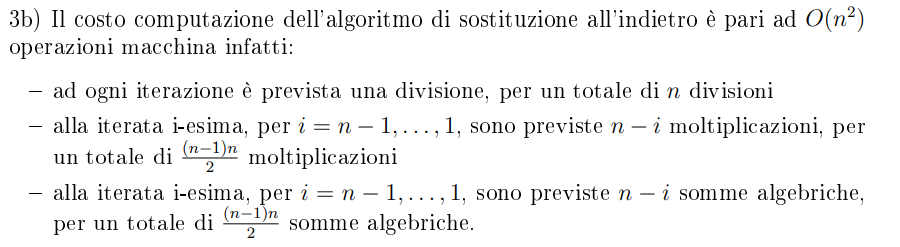 3b) Il costo computazione dell'algoritmo di sostituzione all'indietro è pari ad $O(n^2)$
operazioni macchina infatti:
– ad ogni iterazione è prevista una divisione, per un totale di $n$ divisioni
– alla iterata i-esima, per $i = n-1, \ldots, 1$, sono previste $n-i$ moltiplicazioni, per
un totale di $\frac{(n-1)n}{2}$ moltiplicazioni
– alla iterata i-esima, per $i = n-1, \ldots, 1$, sono previste $n-i$ somme algebriche,
per un totale di $\frac{(n-1)n}{2}$ somme algebriche.